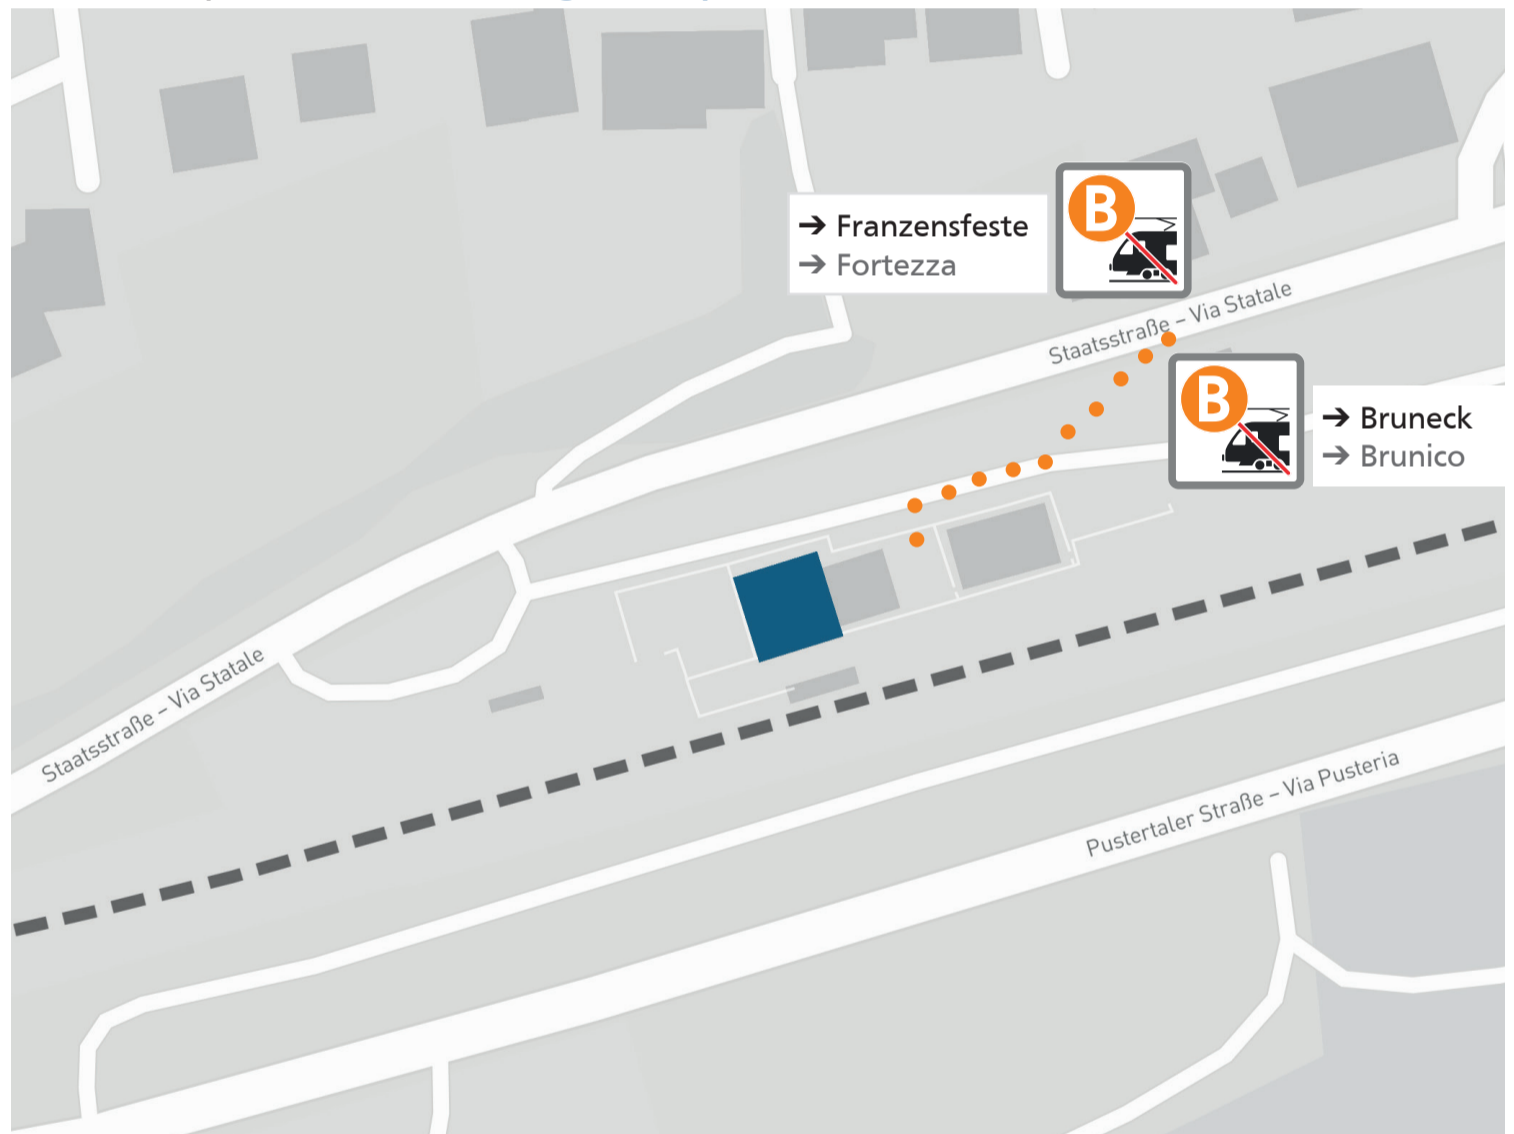 B
→ Franzensfeste
→ Fortezza
Staatsstraße – Via Statale
B
→ Bruneck
→ Brunico
Staatsstraße – Via Statale
Pustertaler Straße – Via Pusteria